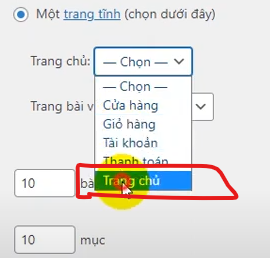 Một trang tĩnh (chọn dưới đây)
Trang chủ: — Chọn —
— Chọn —
Cửa hàng
Trang bài v
Giỏ hàng
Tài khoản
Thanh toán
Trang chủ
10 bà
10 mục